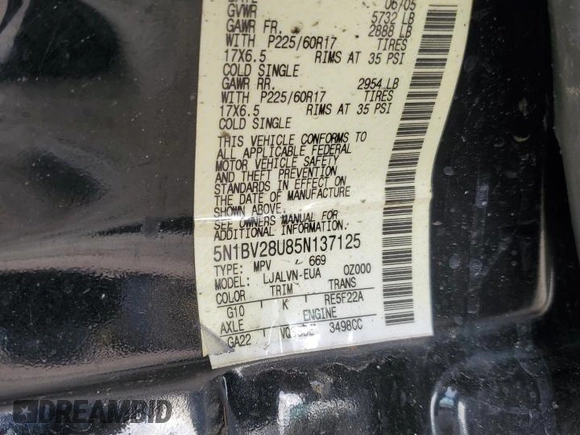 06/05
GVWR 5732 LB
GAWR FR. 2888 LB
WITH P225/60R17 TIRES
17X6.5 RIMS AT 35 PSI
COLD SINGLE
GAWR RR. 2954 LB
WITH P225/60R17 TIRES
17X6.5 RIMS AT 35 PSI
COLD SINGLE
THIS VEHICLE CONFORMS TO
ALL APPLICABLE FEDERAL
MOTOR VEHICLE SAFETY
AND THEFT PREVENTION
STANDARDS IN EFFECT ON
THE DATE OF MANUFACTURE
SHOWN ABOVE.
SEE OWNERS MANUAL FOR
ADDITIONAL INFORMATION.
5N1BV28U85N137125
TYPE: MPV 669
MODEL: LJALVN-EUA QZ000
COLOR TRIM TRANS
G10 K RE5F22A
AXLE ENGINE
GA22 3498CC
DREAMBID